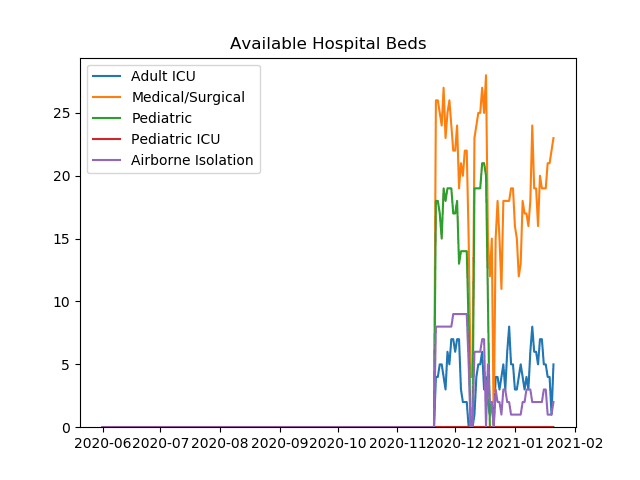 Available Hospital Beds
Adult ICU
Medical/Surgical
Pediatric
Pediatric ICU
Airborne Isolation
25
20
15
10
5
0
2020-06 2020-07 2020-08 2020-09 2020-10 2020-11 2020-12 2021-01 2021-02